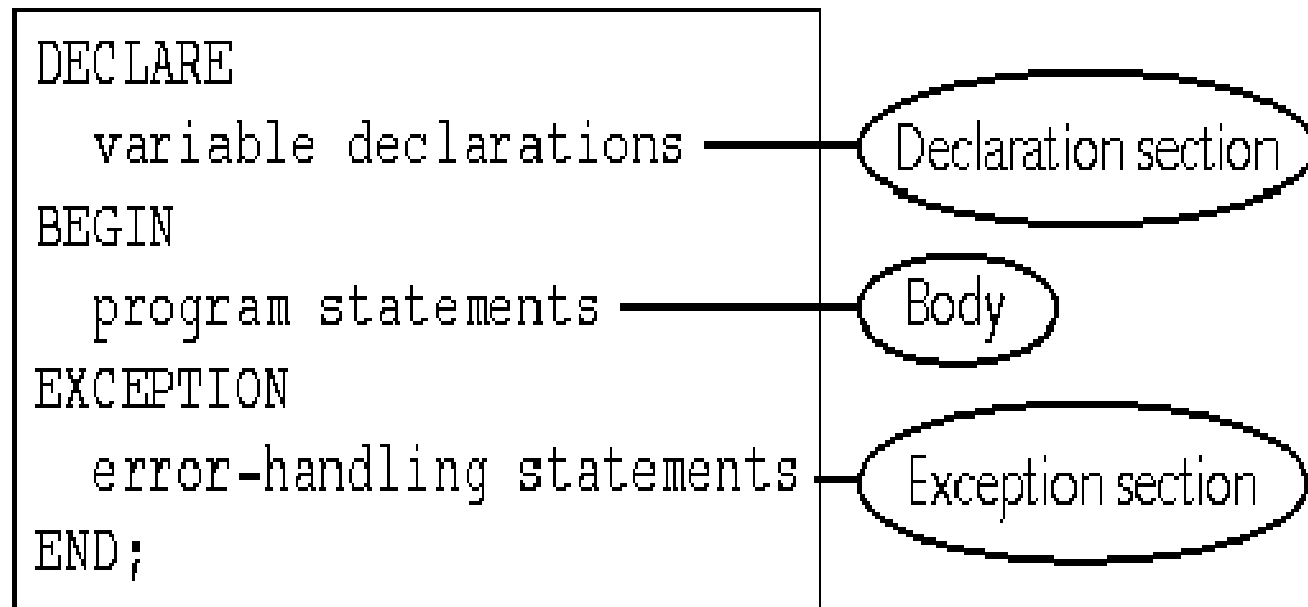 DECLARE
variable declarations
Declaration section
BEGIN
program statements
Body
EXCEPTION
error-handling statements
Exception section
END;